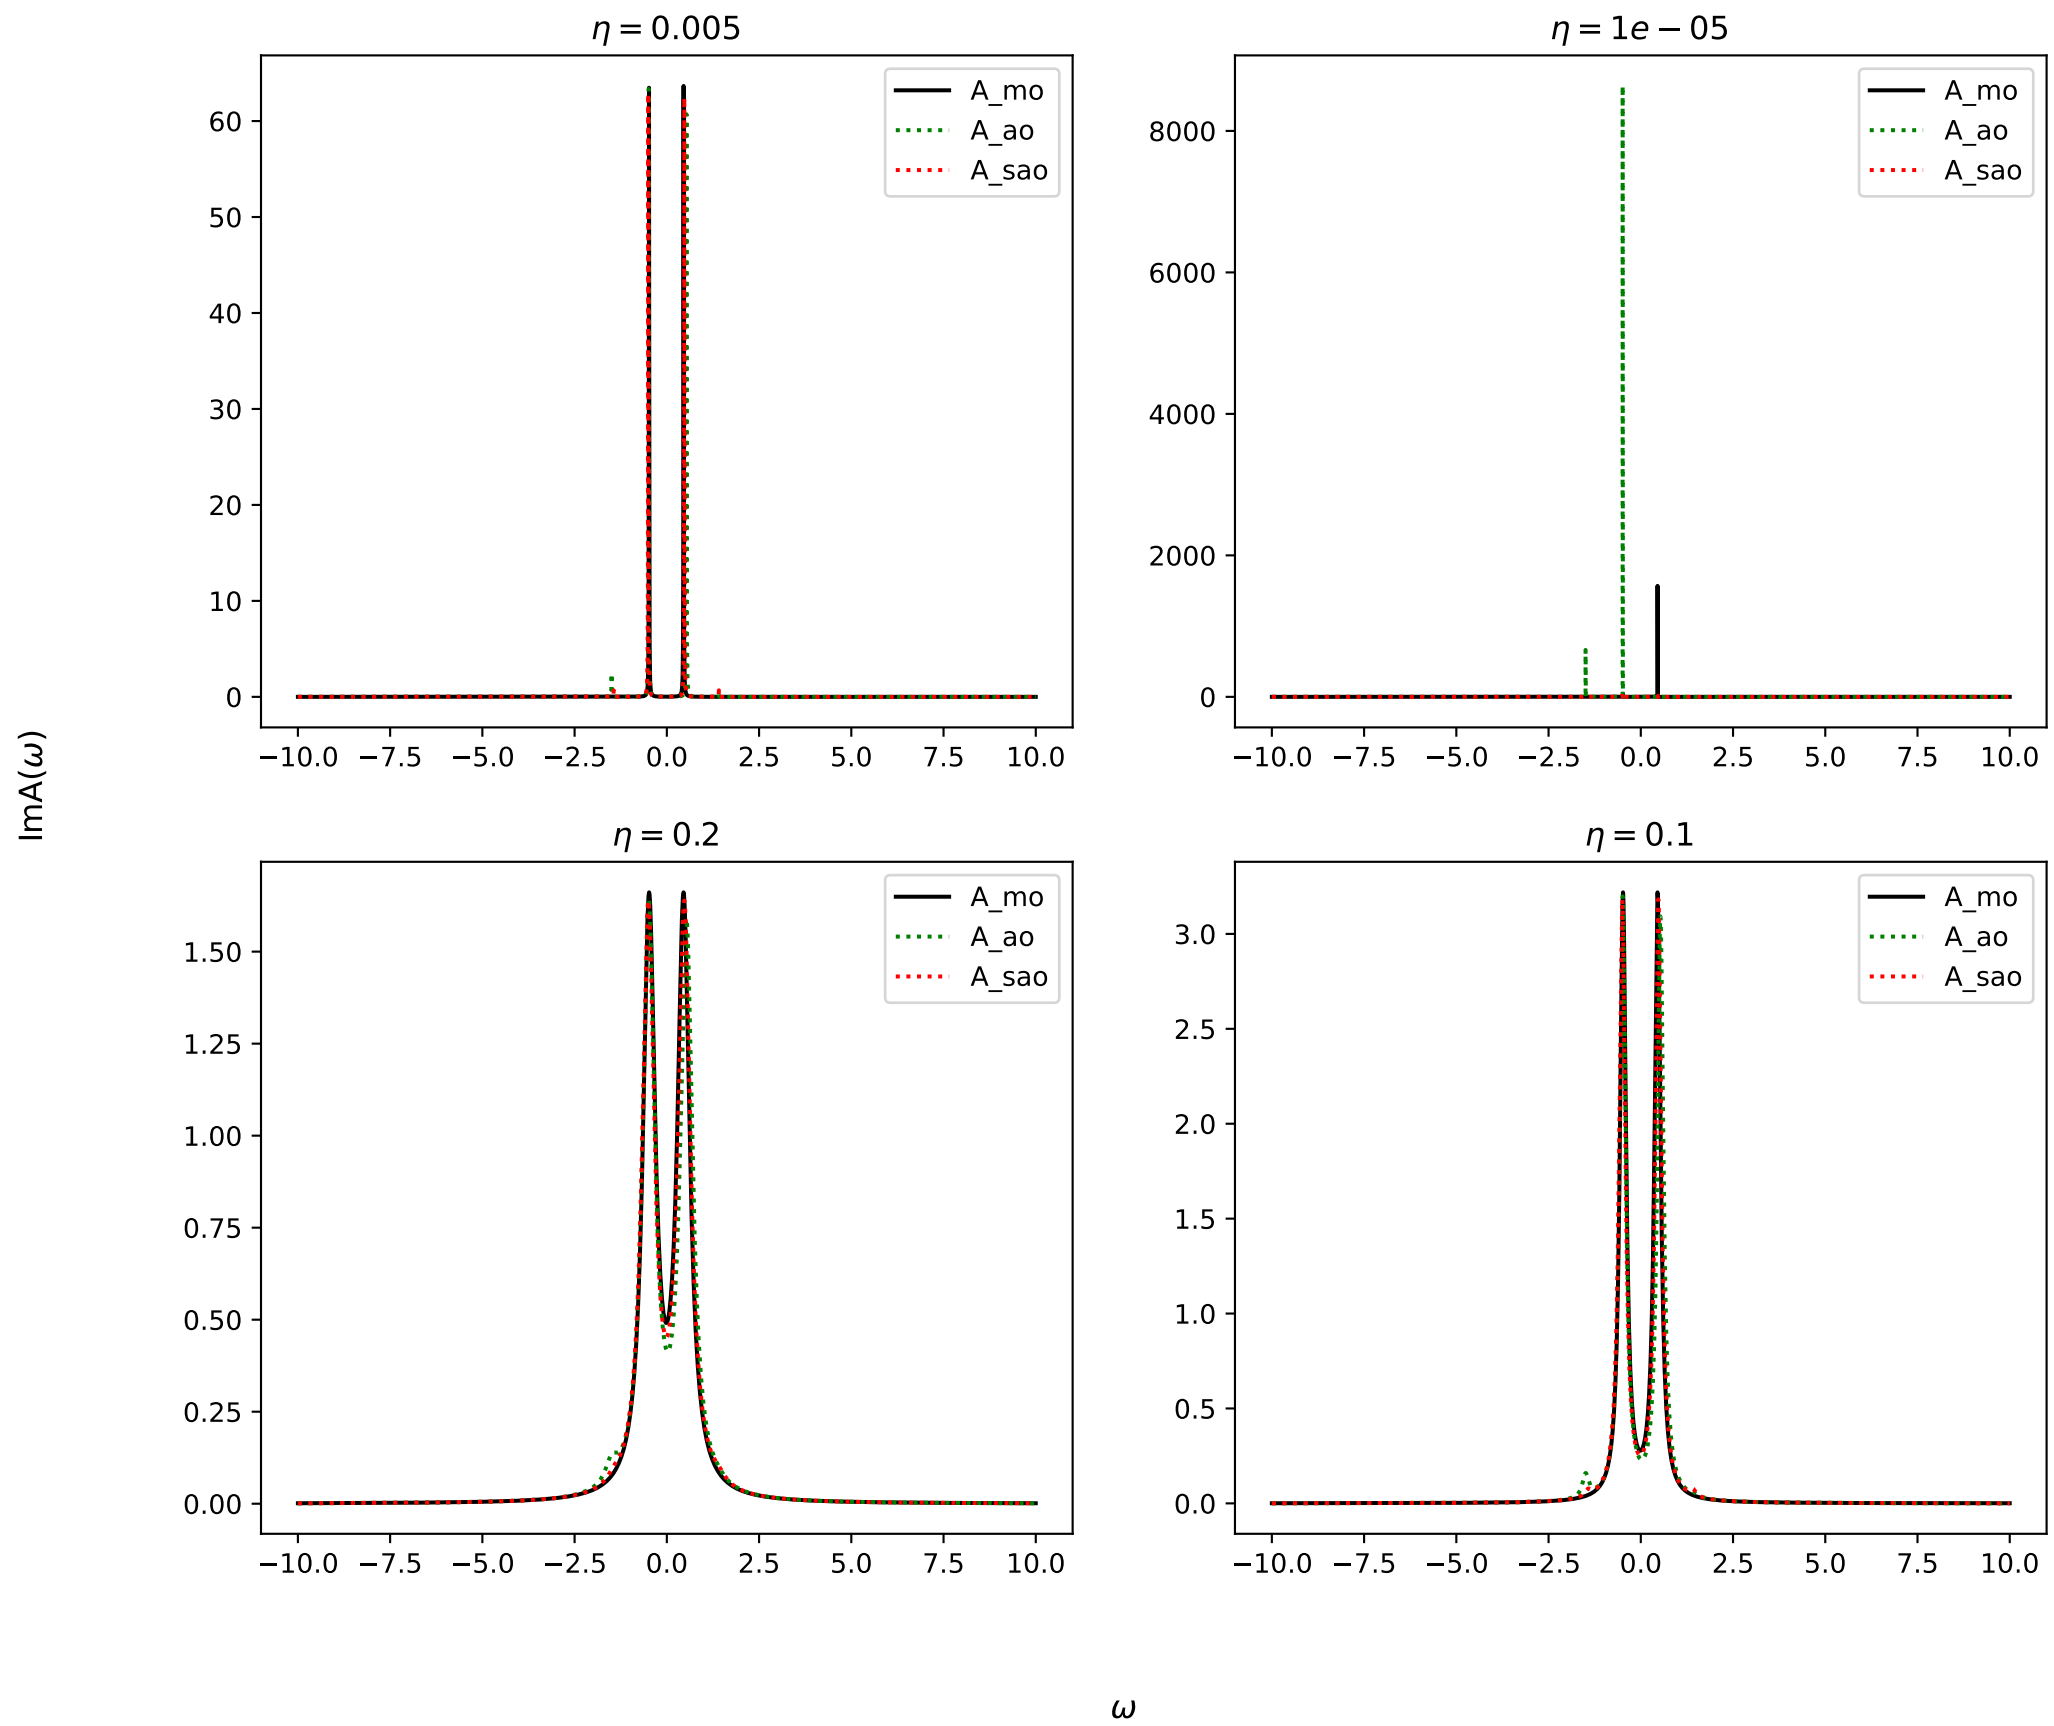 η = 0.005
60
50
40
30
20
10
0
−10.0 −7.5 −5.0 −2.5 0.0 2.5 5.0 7.5 10.0
A_mo
A_ao
A_sao
η = 1e − 05
8000
6000
4000
2000
0
−10.0 −7.5 −5.0 −2.5 0.0 2.5 5.0 7.5 10.0
A_mo
A_ao
A_sao
ImA(ω)
η = 0.2
1.50
1.25
1.00
0.75
0.50
0.25
0.00
−10.0 −7.5 −5.0 −2.5 0.0 2.5 5.0 7.5 10.0
A_mo
A_ao
A_sao
η = 0.1
3.0
2.5
2.0
1.5
1.0
0.5
0.0
−10.0 −7.5 −5.0 −2.5 0.0 2.5 5.0 7.5 10.0
A_mo
A_ao
A_sao
ω